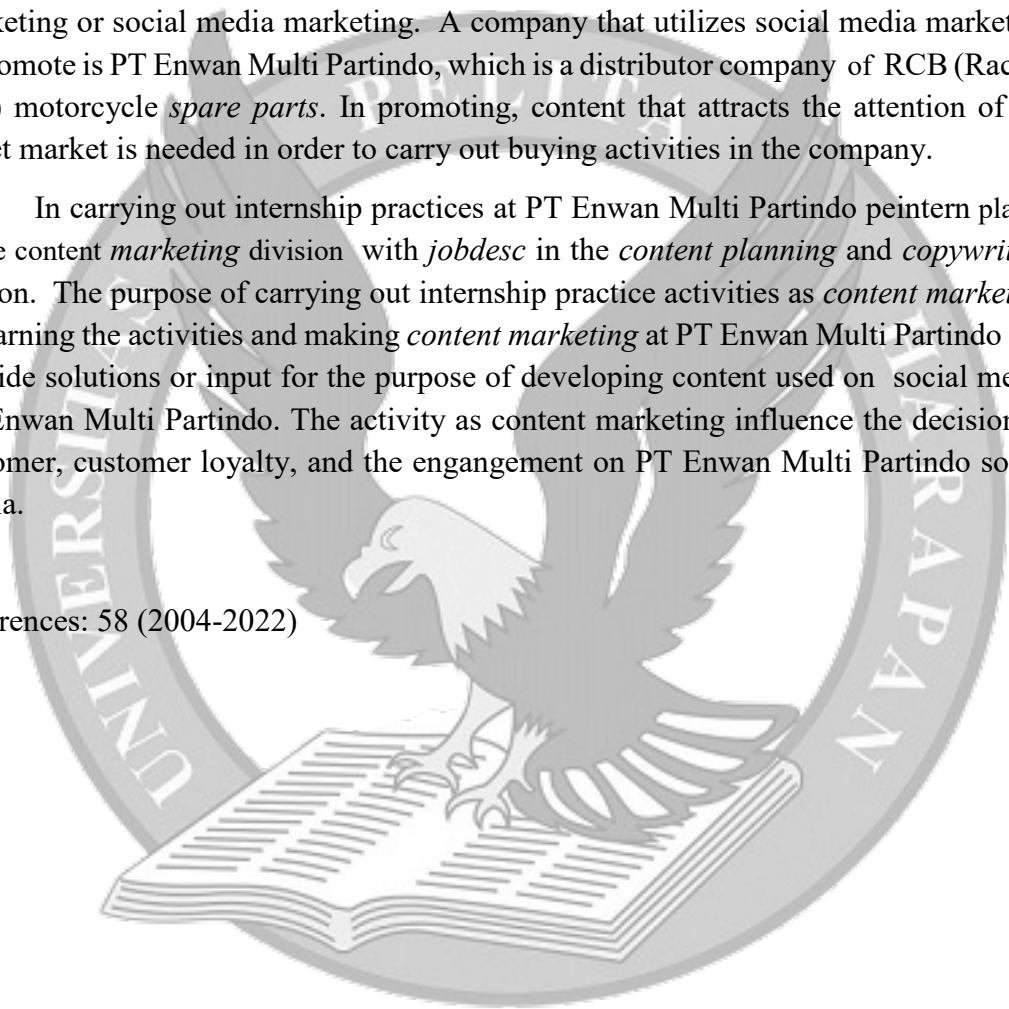 keting or social media marketing. A company that utilizes social media market
omote is PT Enwan Multi Partindo, which is a distributor company of RCB (Rac
) motorcycle spare parts. In promoting, content that attracts the attention of
et market is needed in order to carry out buying activities in the company.
In carrying out internship practices at PT Enwan Multi Partindo peintern pla
e content marketing division with jobdesc in the content planning and copywrit
on. The purpose of carrying out internship practice activities as content market
arning the activities and making content marketing at PT Enwan Multi Partindo
ide solutions or input for the purpose of developing content used on social me
Enwan Multi Partindo. The activity as content marketing influence the decision
omer, customer loyalty, and the engangement on PT Enwan Multi Partindo so
a.
rences: 58 (2004-2022)
UNIVERSITAS PELITA HARAPAN